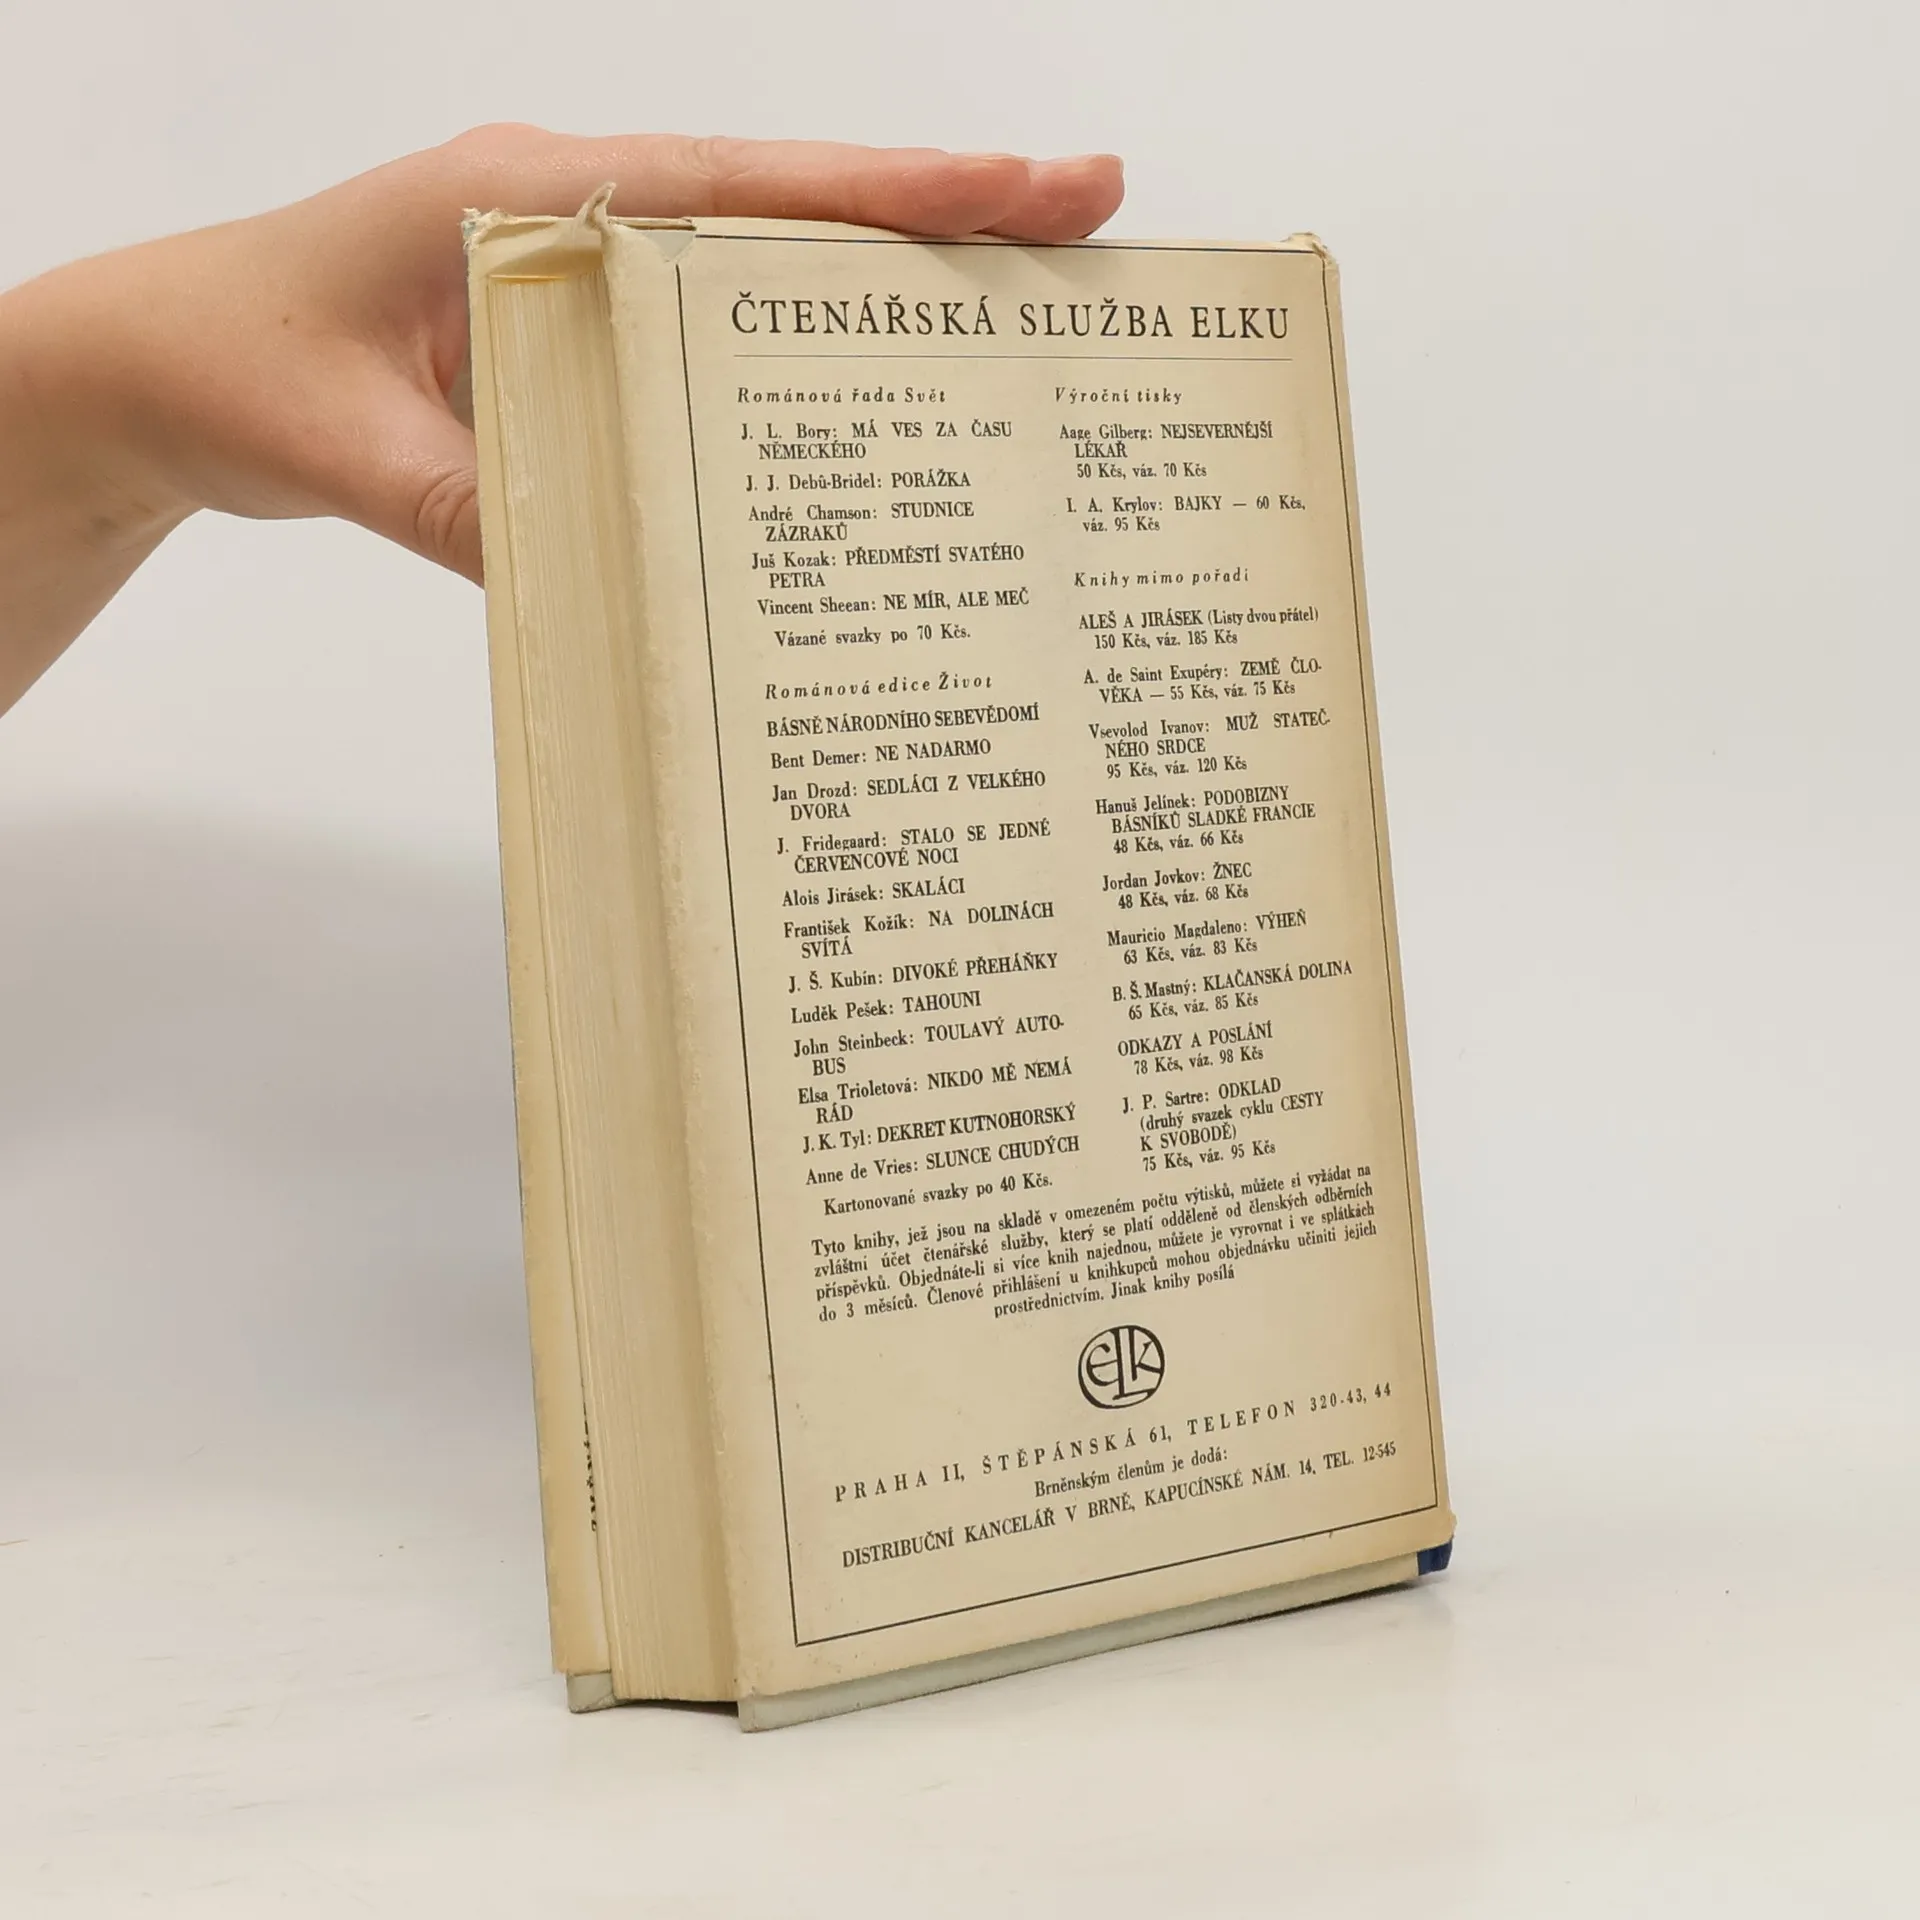 ČTENÁŘSKÁ SLUŽBA ELKU
Románová řada Svět
J. L. Bory: MÁ VES ZA ČASU
NĚMECKÉHO
J. J. Debû-Bridel: PORÁŽKA
André Chamson: STUDNICE
ZÁZRAKŮ
Juš Kozak: PŘEDMĚSTÍ SVATÉHO
PETRA
Vincent Sheean: NE MÍR, ALE MEČ
Vázané svazky po 70 Kčs.
Románová edice Život
BÁSNĚ NÁRODNÍHO SEBEVĚDOMÍ
Bent Demer: NE NADARMO
Jan Drozd: SEDLÁCI Z VELKÉHO
DVORA
J. Fridegaard: STALO SE JEDNÉ
ČERVENCOVÉ NOCI
Alois Jirásek: SKALÁCI
František Kožík: NA DOLINÁCH
SVÍTÁ
J. Š. Kubín: DIVOKÉ PŘEHÁŇKY
Luděk Pešek: TAHOUNI
John Steinbeck: TOULAVÝ AUTO-
BUS
Elsa Trioletová: NIKDO MĚ NEMÁ
RÁD
J. K. Tyl: DEKRET KUTNOHORSKÝ
Anne de Vries: SLUNCE CHUDÝCH
Kartonované svazky po 40 Kčs.
Výroční tisky
Aage Gilberg: NEJSEVERNĚJŠÍ
LÉKAŘ
50 Kčs, váz. 70 Kčs
I. A. Krylov: BAJKY — 60 Kčs,
váz. 95 Kčs
Knihy mimo pořadí
ALEŠ A JIRÁSEK (Listy dvou přátel)
150 Kčs, váz. 185 Kčs
A. de Saint Exupéry: ZEMĚ ČLO-
VĚKA — 55 Kčs, váz. 75 Kčs
Vsevolod Ivanov: MUŽ STATEČ-
NÉHO SRDCE
95 Kčs, váz. 120 Kčs
Hanuš Jelínek: PODOBIZNY
BÁSNÍKŮ SLADKÉ FRANCIE
48 Kčs, váz. 66 Kčs
Jordan Jovkov: ŽNEC
48 Kčs, váz. 68 Kčs
Mauricio Magdaleno: VÝHEŇ
63 Kčs, váz. 83 Kčs
B. Š. Mastný: KLAČANSKÁ DOLINA
65 Kčs, váz. 85 Kčs
ODKAZY A POSLÁNÍ
78 Kčs, váz. 98 Kčs
J. P. Sartre: ODKLAD
(druhý svazek cyklu CESTY
K SVOBODĚ)
75 Kčs, váz. 95 Kčs
Tyto knihy, jež jsou na skladě v omezeném počtu výtisků, můžete si vyžádat na
zvláštní účet čtenářské služby, který se platí odděleně od členských odběrních
příspěvků. Objednáte-li si více knih najednou, můžete je vyrovnat i ve splátkách
do 3 měsíců. Členové přihlášení u knihkupců mohou objednávku učiniti jejich
prostřednictvím. Jinak knihy posílá
ELK
PRAHA II, ŠTĚPÁNSKÁ 61, TELEFON 320-43, 44
Brněnským členům je dodá:
DISTRIBUČNÍ KANCELÁŘ V BRNĚ, KAPUCÍNSKÉ NÁM. 14, TEL. 12-545